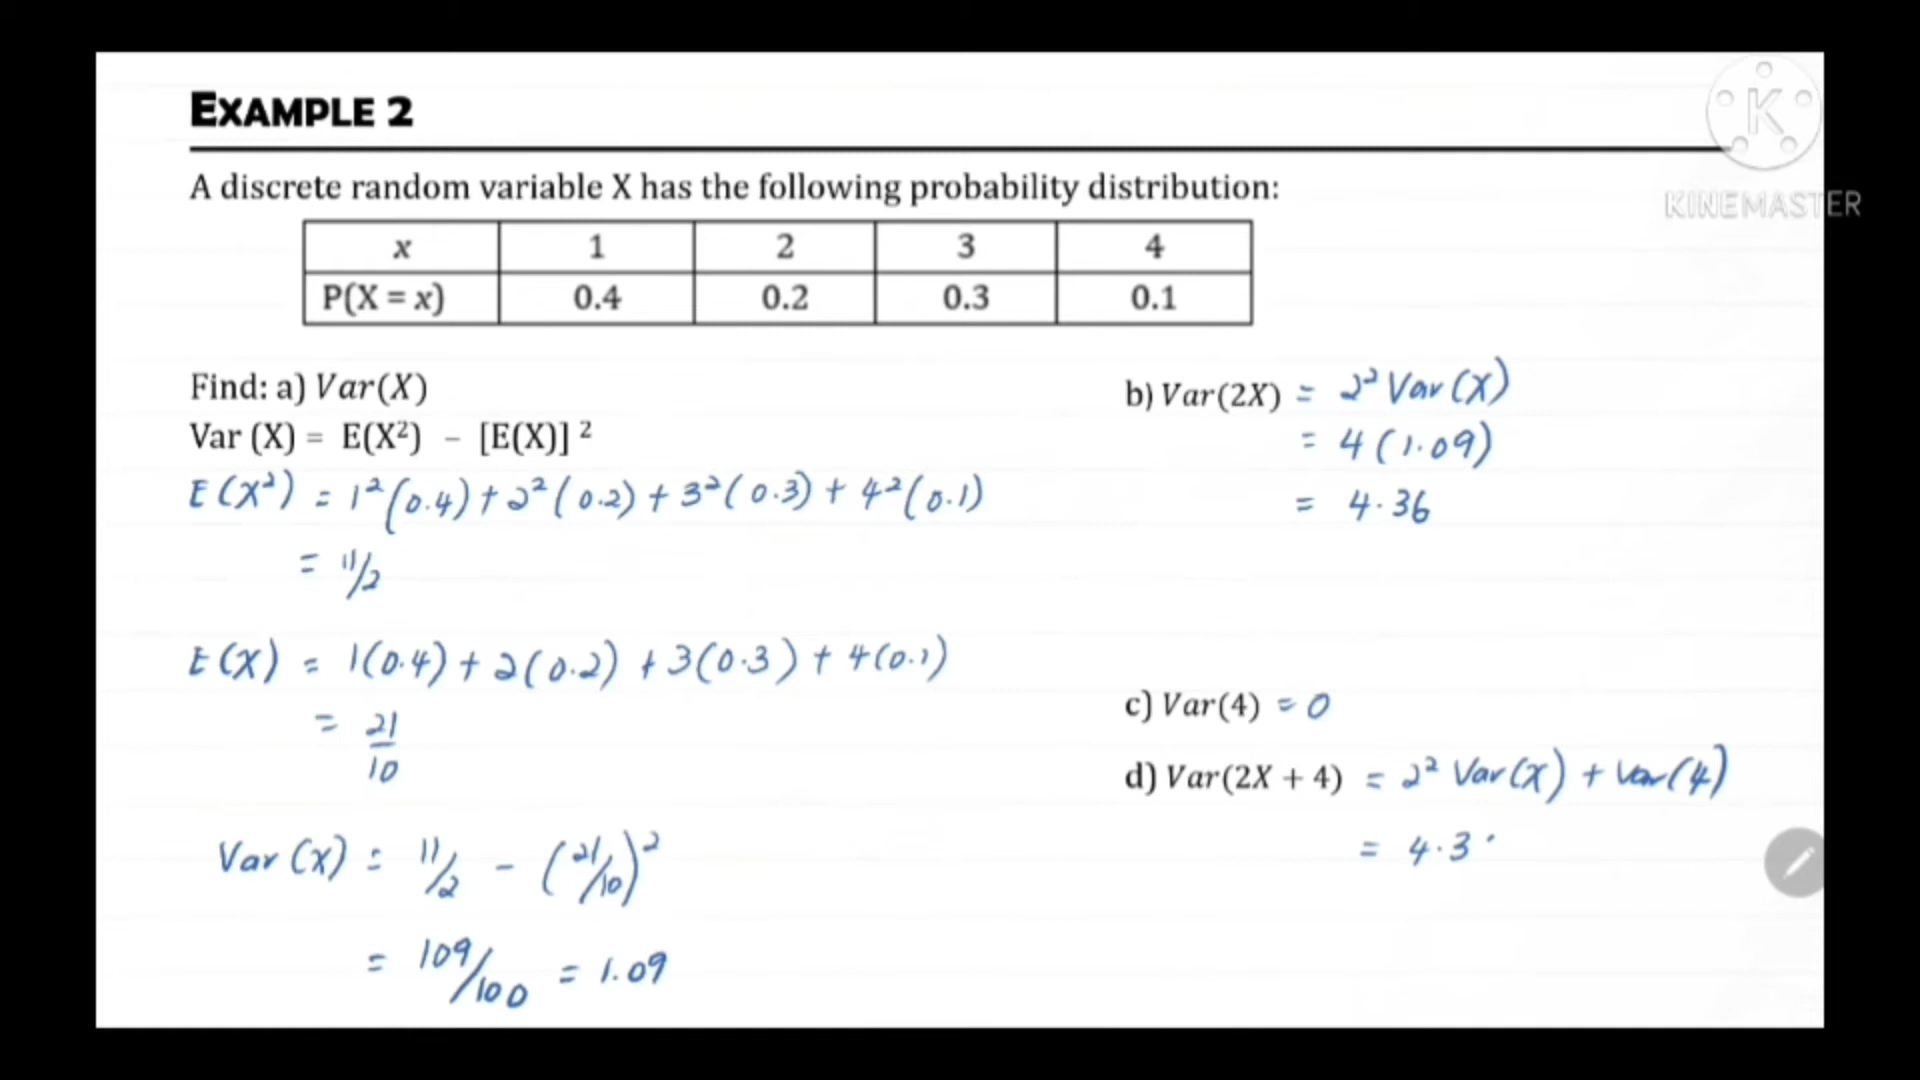 EXAMPLE 2
K
KINEMASTER
A discrete random variable X has the following probability distribution:
x 1 2 3 4
P(X = x) 0.4 0.2 0.3 0.1
Find: a) Var(X)
Var (X) = E(X²) – [E(X)] ²
E(X²) = 1²(0.4) + 2²(0.2) + 3²(0.3) + 4²(0.1)
= 11/2
E(X) = 1(0.4) + 2(0.2) + 3(0.3) + 4(0.1)
= 21/10
Var(X) = 11/2 - (21/10)²
= 109/100 = 1.09
b) Var(2X) = 2² Var(X)
= 4(1.09)
= 4.36
c) Var(4) = 0
d) Var(2X + 4) = 2² Var(X) + Var(4)
= 4.3